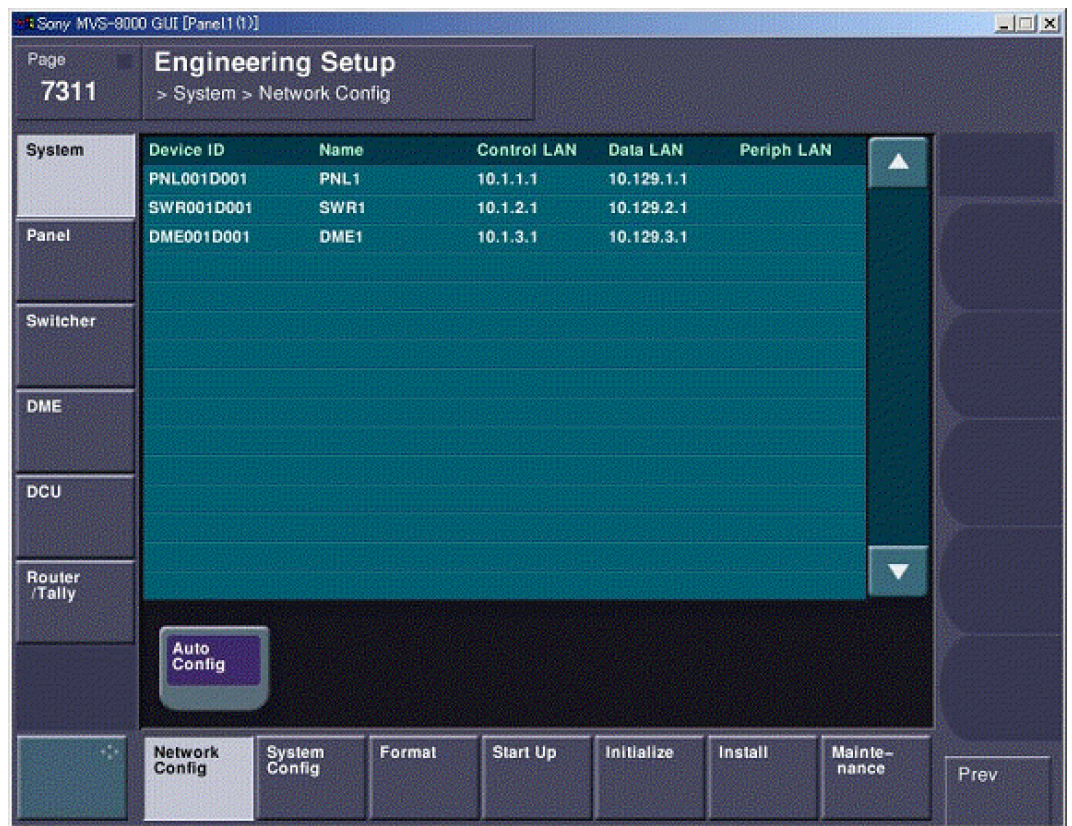 Sony MVS-8000 GUI [Panel1 (1)]
Page
7311
Engineering Setup
> System > Network Config
System
Panel
Switcher
DME
DCU
Router
/Tally
Device ID Name Control LAN Data LAN Periph LAN
PNL001D001 PNL1 10.1.1.1 10.129.1.1
SWR001D001 SWR1 10.1.2.1 10.129.2.1
DME001D001 DME1 10.1.3.1 10.129.3.1
Auto
Config
Network
Config
System
Config
Format
Start Up
Initialize
Install
Mainte-
nance
Prev